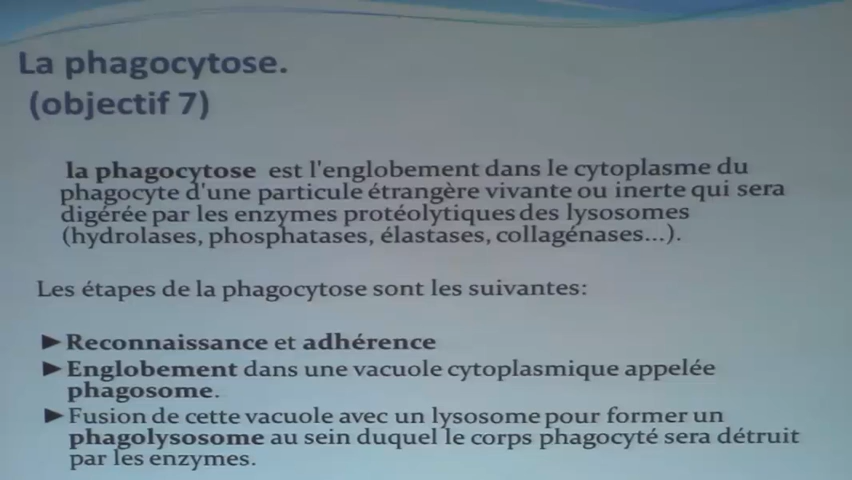 La phagocytose.
(objectif 7)
la phagocytose est l'englobement dans le cytoplasme du
phagocyte d'une particule étrangère vivante ou inerte qui sera
digérée par les enzymes protéolytiques des lysosomes
(hydrolases, phosphatases, élastases, collagénases...).
Les étapes de la phagocytose sont les suivantes:
►Reconnaissance et adhérence
►Englobement dans une vacuole cytoplasmique appelée
phagosome.
►Fusion de cette vacuole avec un lysosome pour former un
phagolysosome au sein duquel le corps phagocyté sera détruit
par les enzymes.